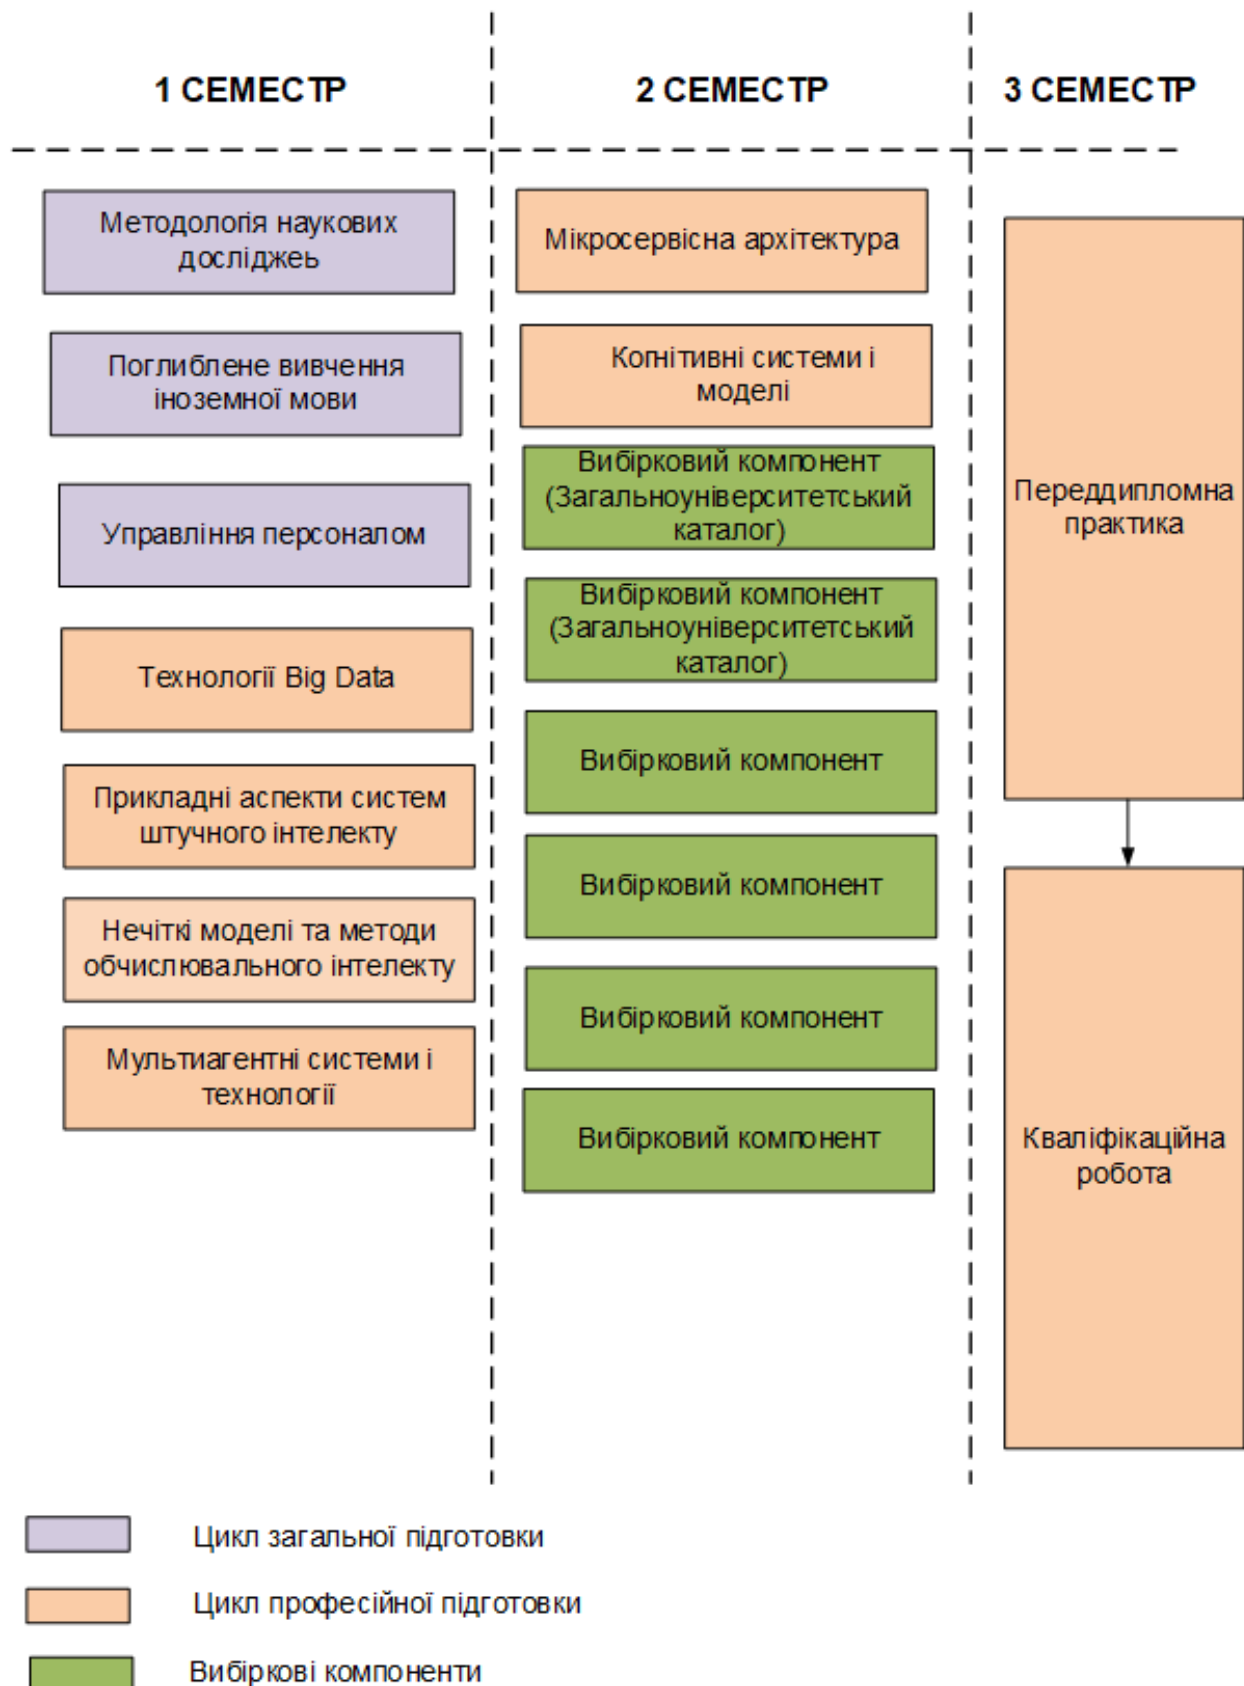 1 СЕМЕСТР
2 СЕМЕСТР
3 СЕМЕСТР
Методологія наукових
досліджеь
Поглиблене вивчення
іноземної мови
Управління персоналом
Технології Big Data
Прикладні аспекти систем
штучного інтелекту
Нечіткі моделі та методи
обчислювального інтелекту
Мультиагентні системи і
технології
Мікросервісна архітектура
Когнітивні системи і
моделі
Вибірковий компонент
(Загальноуніверситетський
каталог)
Вибірковий компонент
(Загальноуніверситетський
каталог)
Вибірковий компонент
Вибірковий компонент
Вибірковий компонент
Вибірковий компонент
Переддипломна
практика
Кваліфікаційна
робота
Цикл загальної підготовки
Цикл професійної підготовки
Вибіркові компоненти